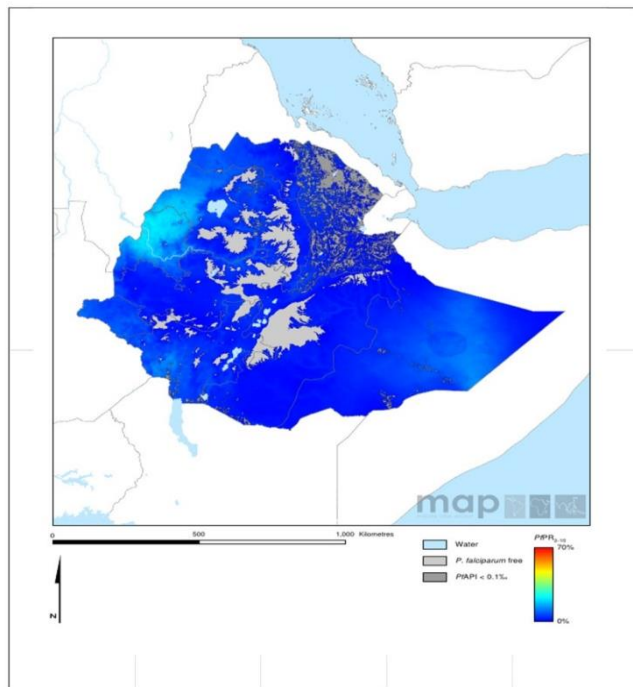 map
0 500 1,000 Kilometres
Water
P. falciparum free
PfAPI < 0.1‰
PfPR2-10
70%
0%
N